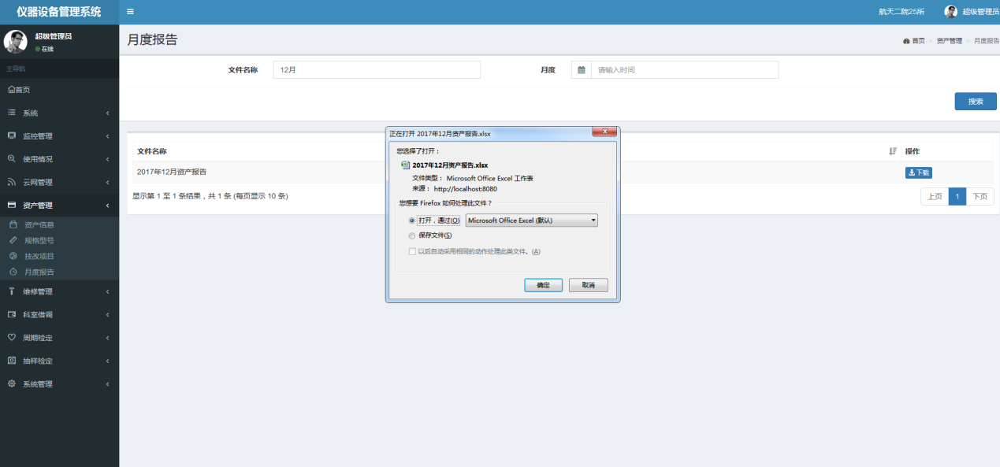 仪器设备管理系统
航天二院25所
超级管理员
超级管理员
在线
主导航
首页
系统
监控管理
使用情况
云网管理
资产管理
资产信息
规格型号
技改项目
月度报告
维修管理
科室借调
周期检定
抽样检定
系统管理
月度报告
首页 > 资产管理 > 月度报告
文件名称
12月
月度
请输入时间
搜索
文件名称
操作
2017年12月资产报告
下载
显示第 1 至 1 条结果，共 1 条 (每页显示 10 条)
上页 1 下页
正在打开 2017年12月资产报告.xlsx
您选择了打开：
2017年12月资产报告.xlsx
文件类型： Microsoft Office Excel 工作表
来源： http://localhost:8080
您想要 Firefox 如何处理此文件？
打开，通过(O)
Microsoft Office Excel (默认)
保存文件(S)
以后自动采用相同的动作处理此类文件。(A)
确定
取消